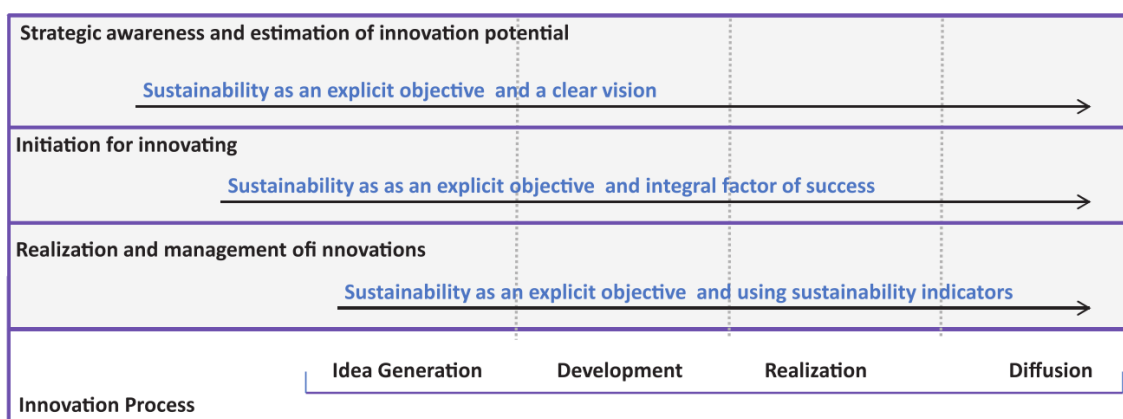 Strategic awareness and estimation of innovation potential
Sustainability as an explicit objective and a clear vision
Initiation for innovating
Sustainability as as an explicit objective and integral factor of success
Realization and management ofi nnovations
Sustainability as an explicit objective and using sustainability indicators
Idea Generation Development Realization Diffusion
Innovation Process